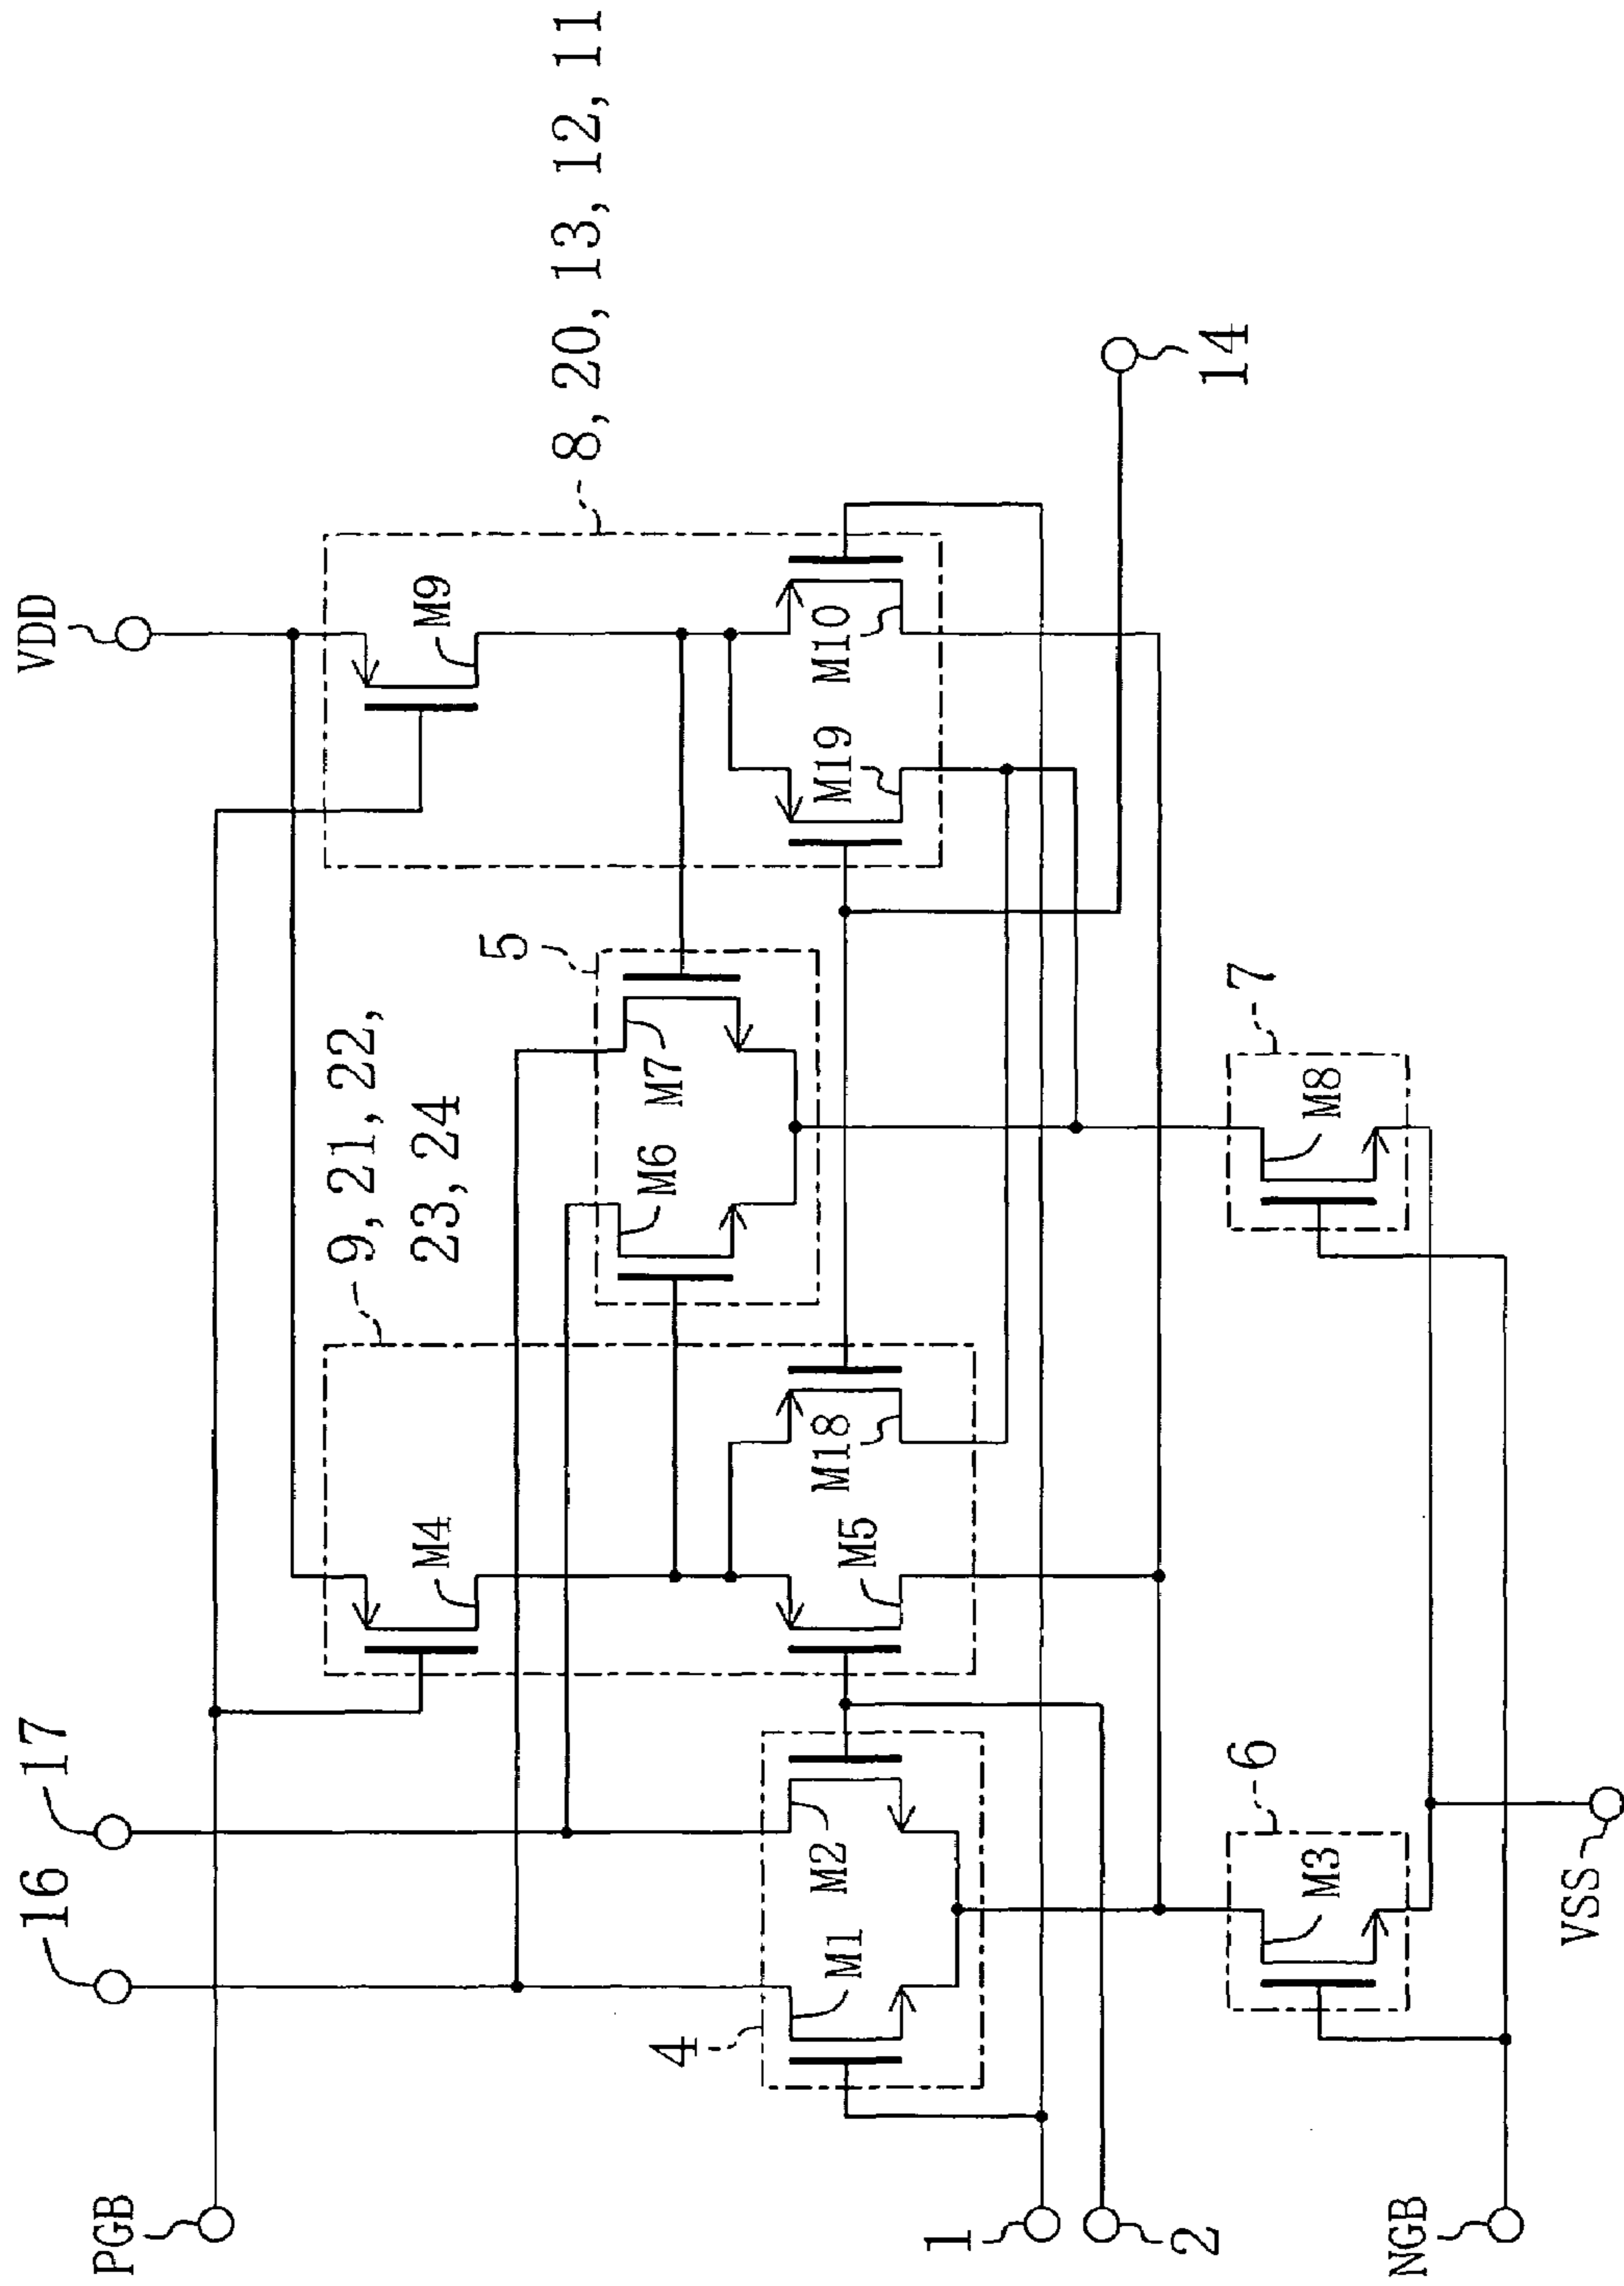 16
17
VDD
PGB
9, 21, 22,
23, 24
M4
M9
5
8, 20, 13, 12, 11
M6
M7
4
M1
M2
M5
M18
M19
M10
1
2
14
6
7
M3
M8
NGB
VSS